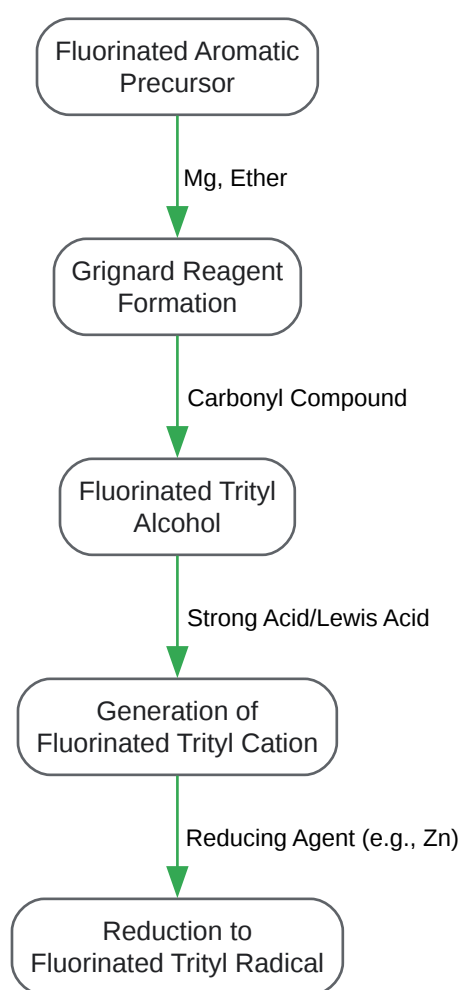 Fluorinated Aromatic
Precursor
Mg, Ether
Grignard Reagent
Formation
Carbonyl Compound
Fluorinated Trityl
Alcohol
Strong Acid/Lewis Acid
Generation of
Fluorinated Trityl Cation
Reducing Agent (e.g., Zn)
Reduction to
Fluorinated Trityl Radical